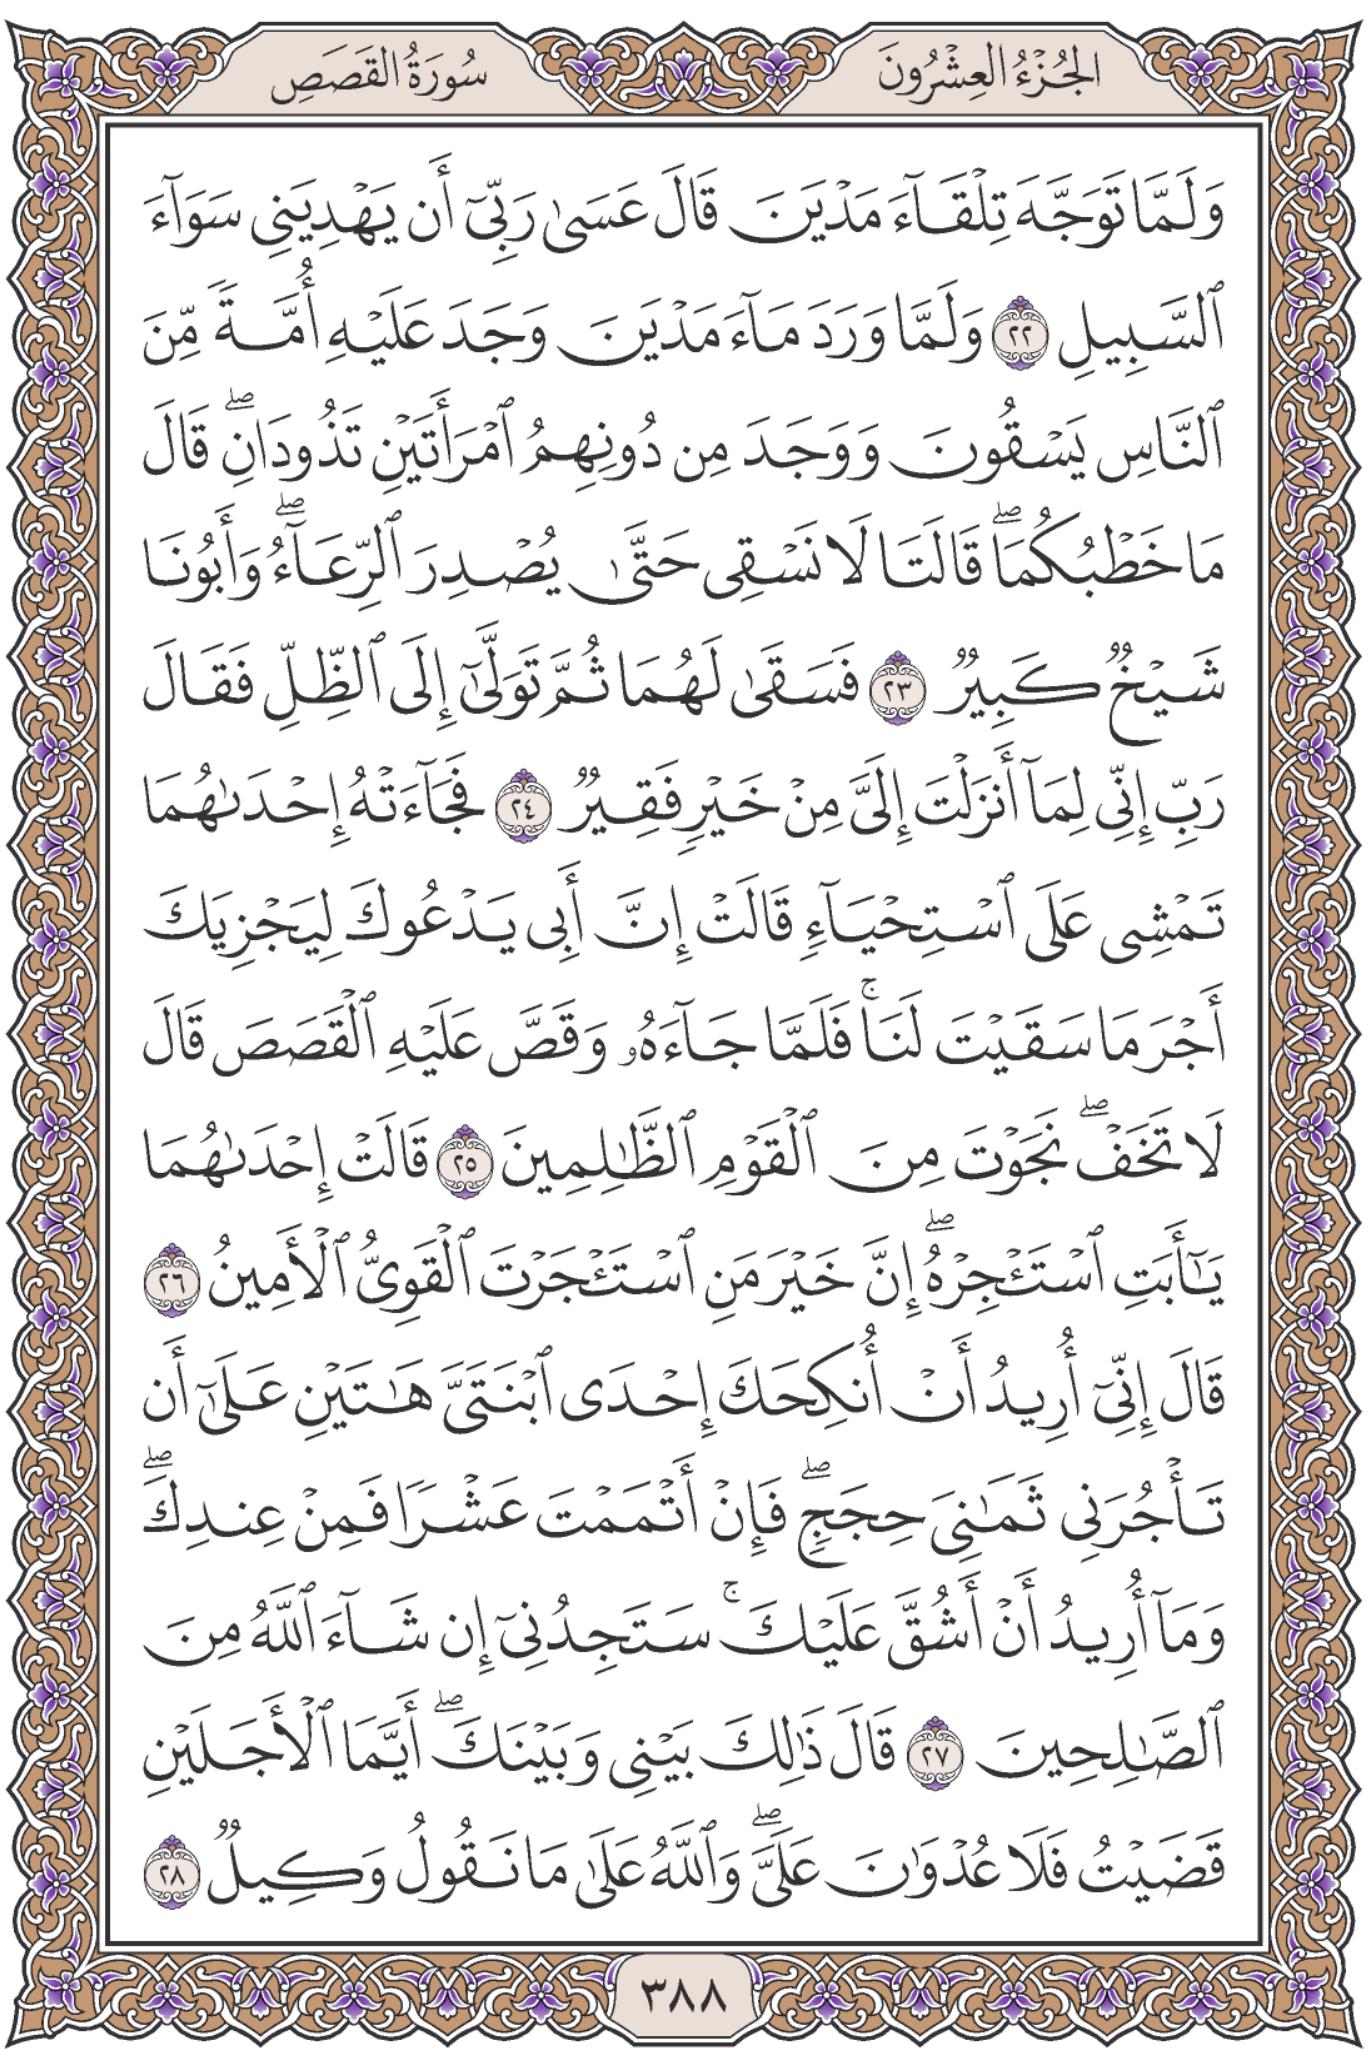 الجُزْءُ العِشْرُونَ
سُورَةُ القَصَصِ
وَلَمَّا تَوَجَّهَ تِلْقَآءَ مَدْيَنَ قَالَ عَسَىٰ رَبِّىٓ أَن يَهْدِيَنِى سَوَآءَ
ٱلسَّبِيلِ ٢٢ وَلَمَّا وَرَدَ مَآءَ مَدْيَنَ وَجَدَ عَلَيْهِ أُمَّةً مِّنَ
ٱلنَّاسِ يَسْقُونَ وَوَجَدَ مِن دُونِهِمُ ٱمْرَأَتَيْنِ تَذُودَانِۖ قَالَ
مَا خَطْبُكُمَاۖ قَالَتَا لَا نَسْقِى حَتَّىٰ يُصْدِرَ ٱلرِّعَآءُۖ وَأَبُونَا
شَيْخٌ كَبِيرٌ ٢٣ فَسَقَىٰ لَهُمَا ثُمَّ تَوَلَّىٰٓ إِلَى ٱلظِّلِّ فَقَالَ
رَبِّ إِنِّى لِمَآ أَنزَلْتَ إِلَىَّ مِنْ خَيْرٍ فَقِيرٌ ٢٤ فَجَآءَتْهُ إِحْدَىٰهُمَا
تَمْشِى عَلَى ٱسْتِحْيَآءٍ قَالَتْ إِنَّ أَبِى يَدْعُوكَ لِيَجْزِيَكَ
أَجْرَ مَا سَقَيْتَ لَنَاۚ فَلَمَّا جَآءَهُۥ وَقَصَّ عَلَيْهِ ٱلْقَصَصَ قَالَ
لَا تَخَفْۖ نَجَوْتَ مِنَ ٱلْقَوْمِ ٱلظَّٰلِمِينَ ٢٥ قَالَتْ إِحْدَىٰهُمَا
يَٰٓأَبَتِ ٱسْتَـْٔجِرْهُۖ إِنَّ خَيْرَ مَنِ ٱسْتَـْٔجَرْتَ ٱلْقَوِىُّ ٱلْأَمِينُ ٢٦
قَالَ إِنِّىٓ أُرِيدُ أَنْ أُنكِحَكَ إِحْدَى ٱبْنَتَىَّ هَٰتَيْنِ عَلَىٰٓ أَن
تَأْجُرَنِى ثَمَٰنِىَ حِجَجٍۖ فَإِنْ أَتْمَمْتَ عَشْرًا فَمِنْ عِندِكَۖ
وَمَآ أُرِيدُ أَنْ أَشُقَّ عَلَيْكَۚ سَتَجِدُنِىٓ إِن شَآءَ ٱللَّهُ مِنَ
ٱلصَّٰلِحِينَ ٢٧ قَالَ ذَٰلِكَ بَيْنِى وَبَيْنَكَۖ أَيَّمَا ٱلْأَجَلَيْنِ
قَضَيْتُ فَلَا عُدْوَٰنَ عَلَىَّۖ وَٱللَّهُ عَلَىٰ مَا نَقُولُ وَكِيلٌ ٢٨
٣٨٨